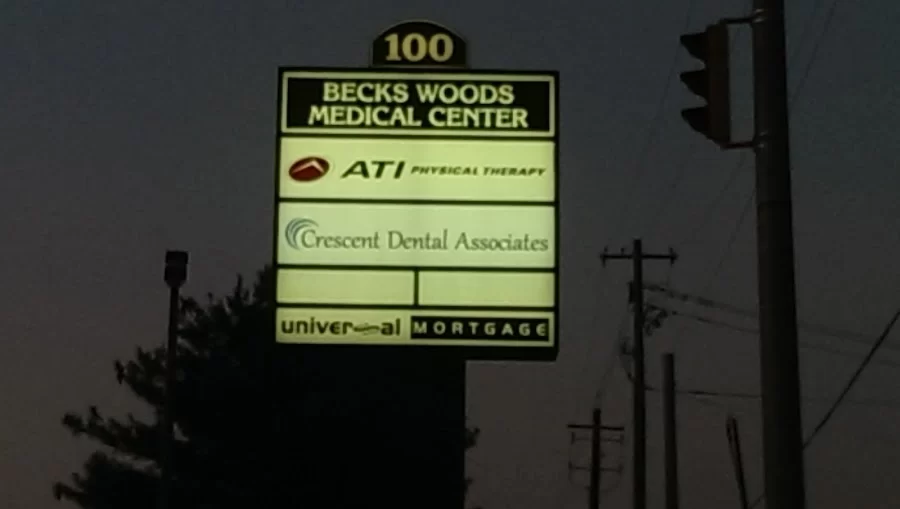 100
BECKS WOODS
MEDICAL CENTER
ATI PHYSICAL THERAPY
Crescent Dental Associates
universal MORTGAGE